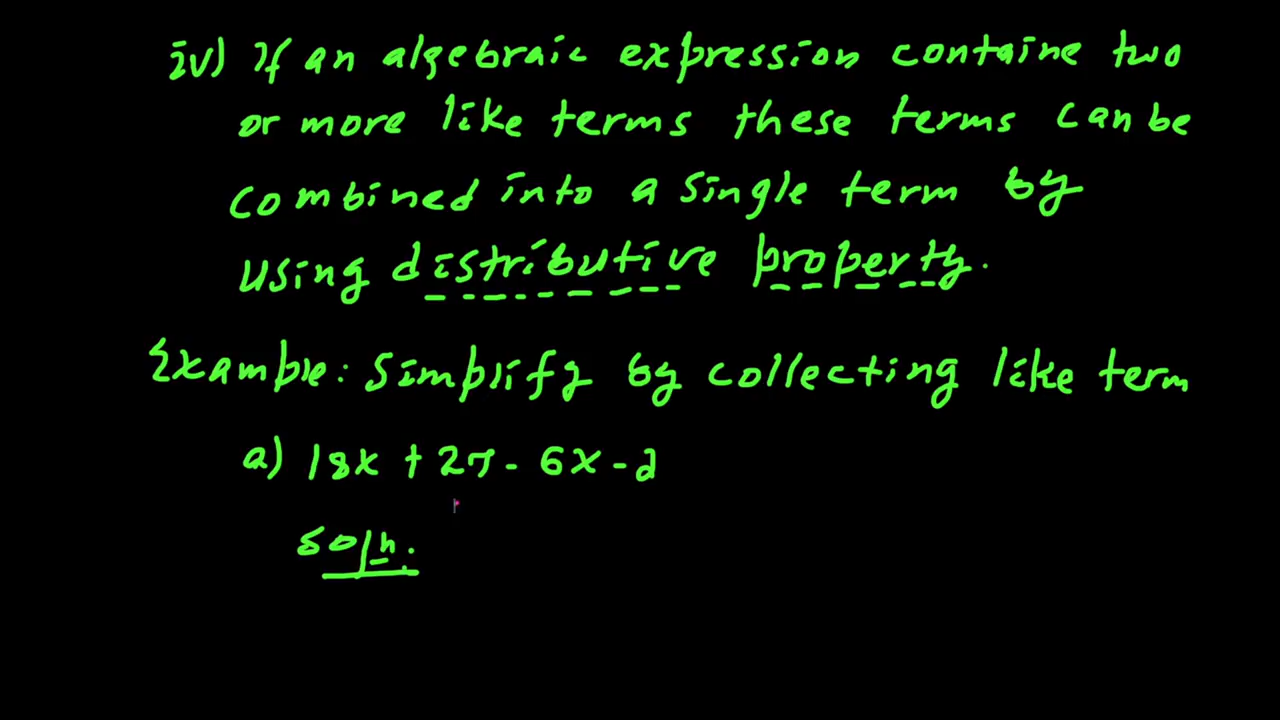 iv) If an algebraic expression containe two
or more like terms these terms can be
combined into a single term by
using distributive property.
Example: Simplify by collecting like term
a) 18x + 27 - 6x - 2
soln.